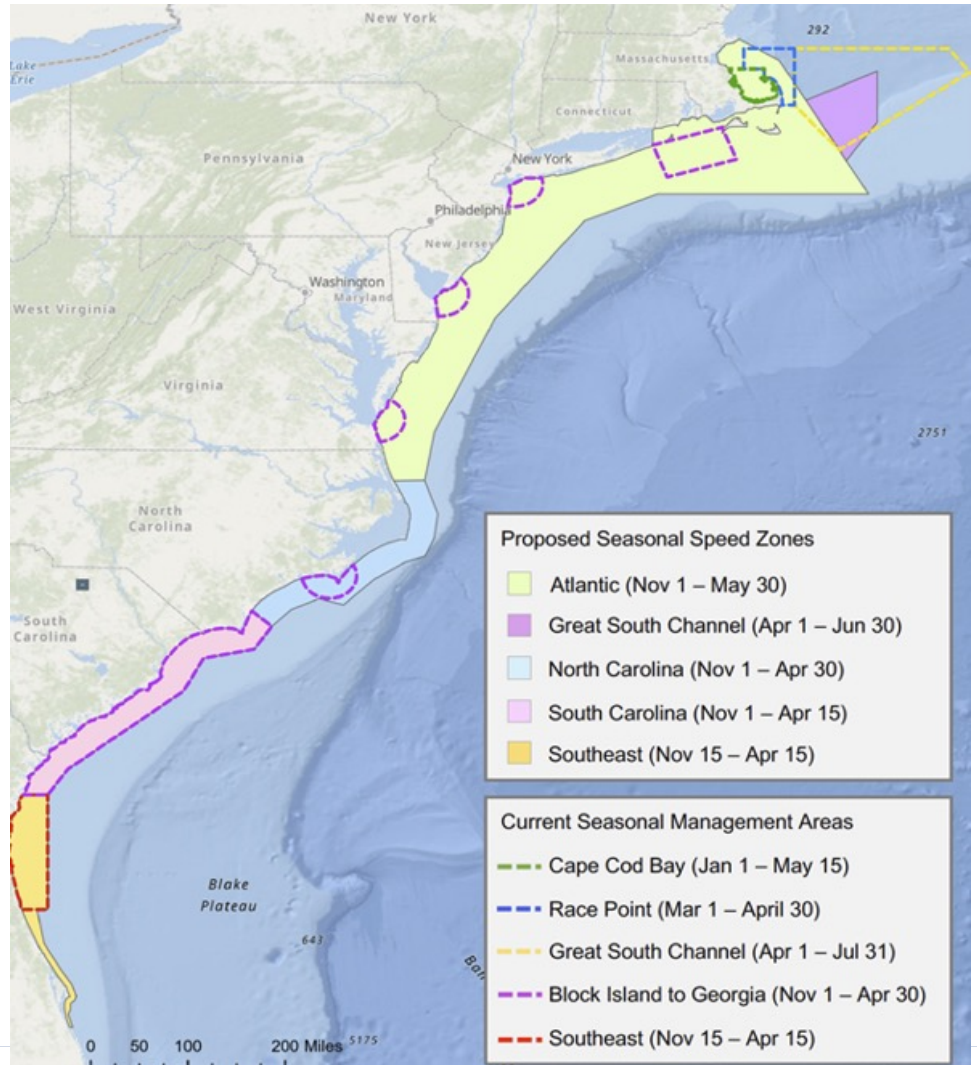 New York
292
Lake
Erie
Massachusetts
Connecticut
Pennsylvania
New York
Philadelphia
New Jersey
Washington
Maryland
West Virginia
Virginia
2751
North
Carolina
South
Carolina
Proposed Seasonal Speed Zones
Atlantic (Nov 1 – May 30)
Great South Channel (Apr 1 – Jun 30)
North Carolina (Nov 1 – Apr 30)
South Carolina (Nov 1 – Apr 15)
Southeast (Nov 15 – Apr 15)
Current Seasonal Management Areas
Cape Cod Bay (Jan 1 – May 15)
Race Point (Mar 1 – April 30)
Great South Channel (Apr 1 – Jul 31)
Block Island to Georgia (Nov 1 – Apr 30)
Southeast (Nov 15 – Apr 15)
Blake
Plateau
643
0 50 100 200 Miles
5175